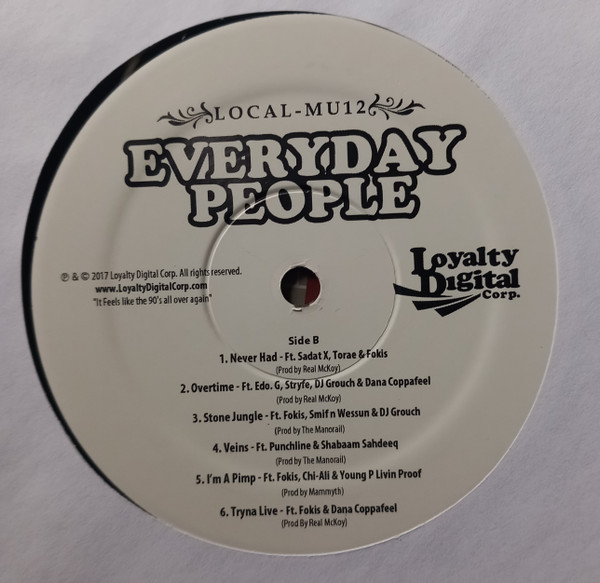 LOCAL-MU12
EVERYDAY
PEOPLE
℗ & © 2017 Loyalty Digital Corp. All rights reserved.
www.LoyaltyDigitalCorp.com
"It Feels like the 90's all over again"
Loyalty
Digital
Corp.
Side B
1. Never Had - Ft. Sadat X, Torae & Fokis
(Prod by Real McKoy)
2. Overtime - Ft. Edo. G, Stryfe, DJ Grouch & Dana Coppafeel
(Prod by Real McKoy)
3. Stone Jungle - Ft. Fokis, Smif n Wessun & DJ Grouch
(Prod by The Manorail)
4. Veins - Ft. Punchline & Shabaam Sahdeeq
(Prod by The Manorail)
5. I'm A Pimp - Ft. Fokis, Chi-Ali & Young P Livin Proof
(Prod by Mammyth)
6. Tryna Live - Ft. Fokis & Dana Coppafeel
(Prod By Real McKoy)